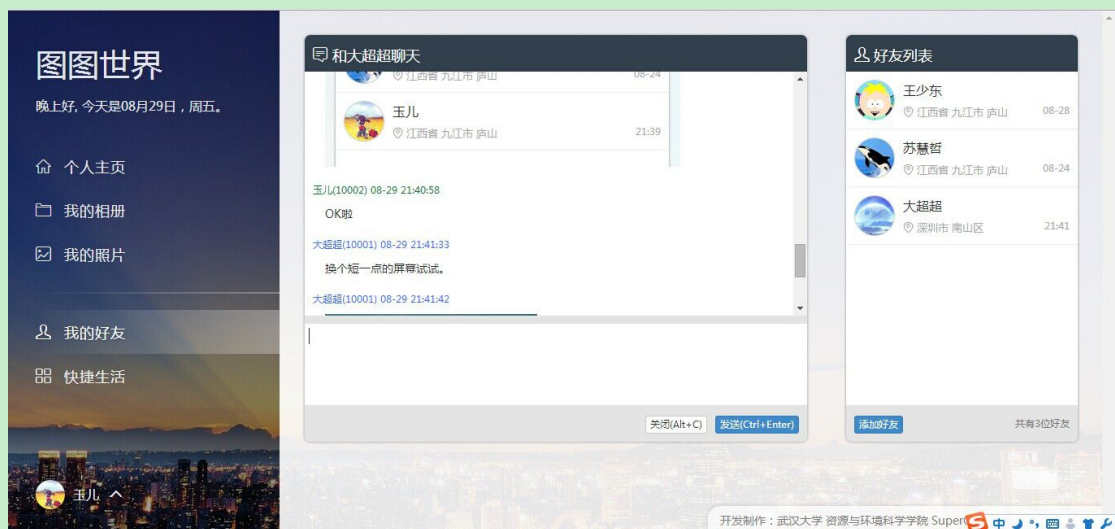 图图世界
晚上好, 今天是08月29日，周五。
个人主页
我的相册
我的照片
我的好友
快捷生活
玉儿
和大超超聊天
江西省 九江市 庐山 08-24
玉儿
江西省 九江市 庐山 21:39
玉儿(10002) 08-29 21:40:58
OK啦
大超超(10001) 08-29 21:41:33
换个短一点的屏幕试试。
大超超(10001) 08-29 21:41:42
关闭(Alt+C) 发送(Ctrl+Enter)
好友列表
王少东
江西省 九江市 庐山 08-28
苏慧哲
江西省 九江市 庐山 08-24
大超超
深圳市 南山区 21:41
添加好友 共有3位好友
开发制作：武汉大学 资源与环境科学学院 Super
中